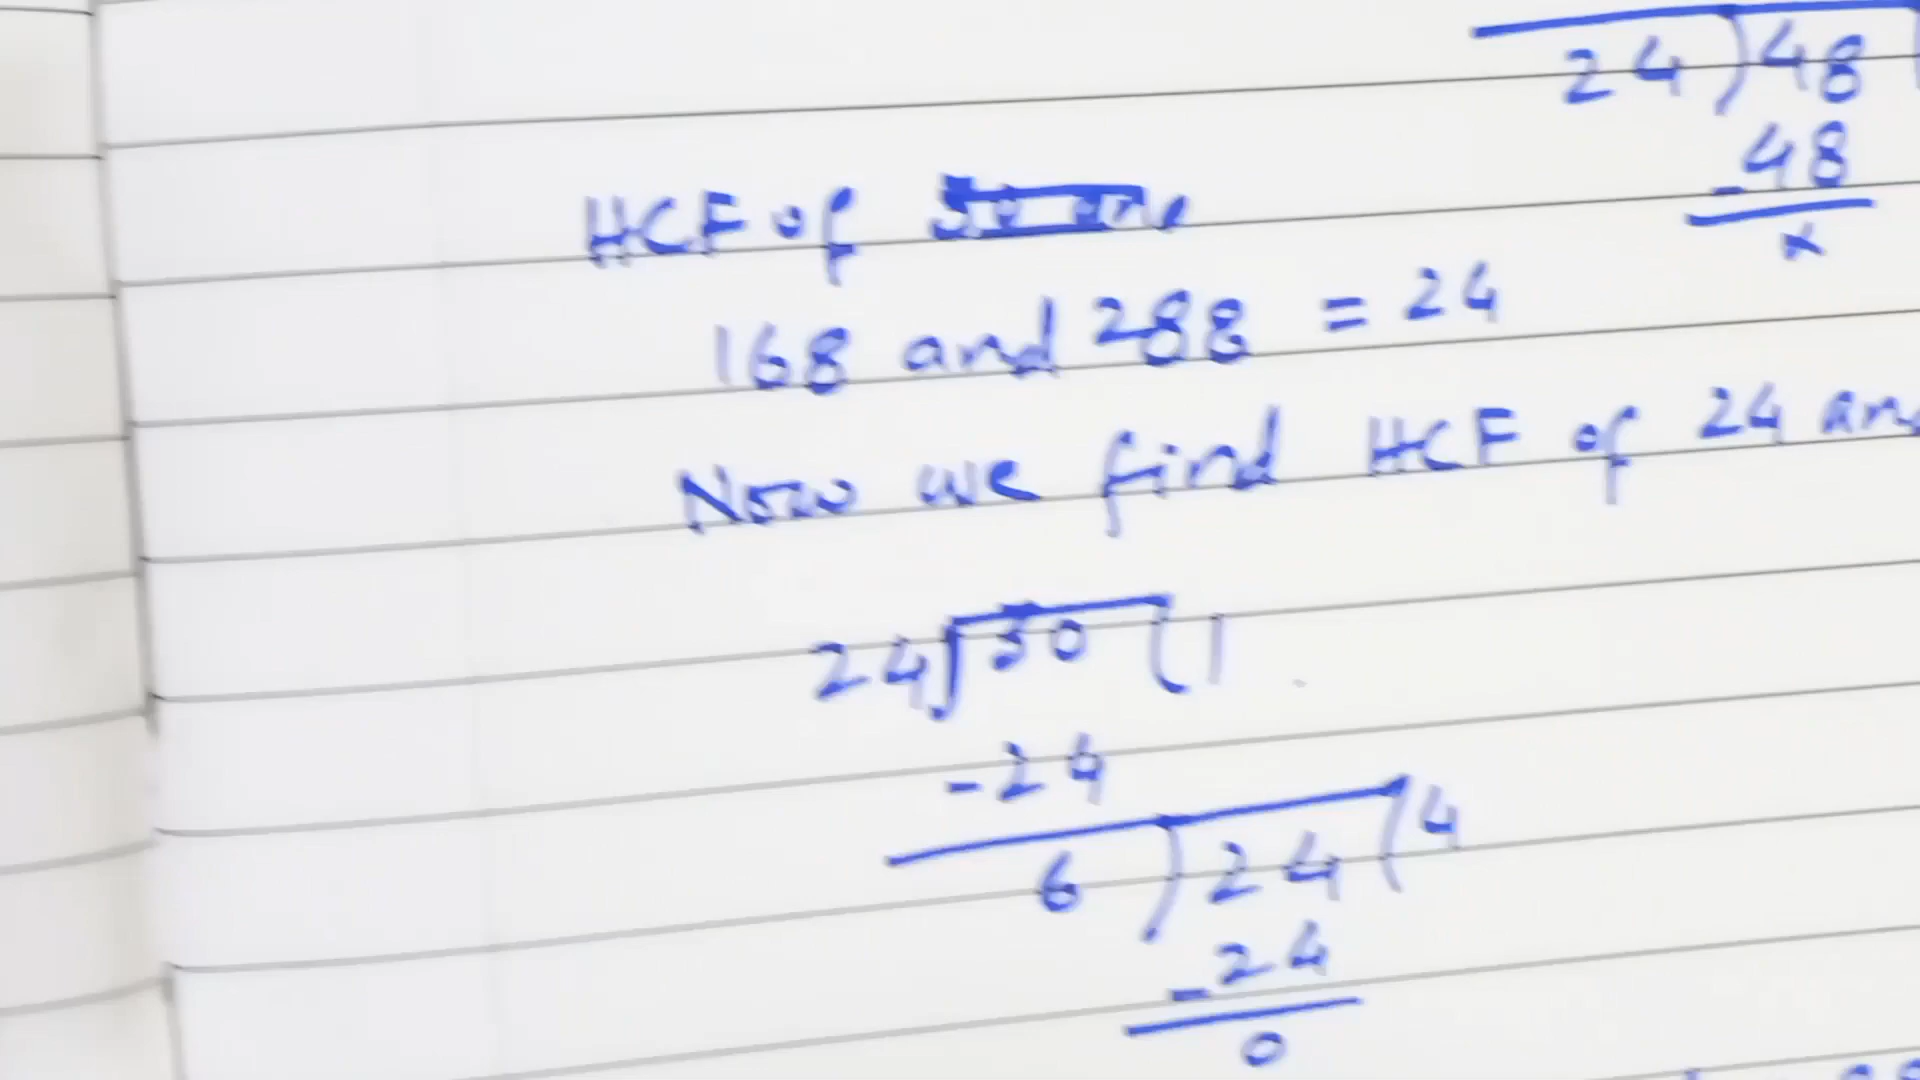 24)48(
-48
x
HCF of
168 and 288 = 24
Now we find HCF of 24 an
24)30(1
-24
6)24(4
-24
0